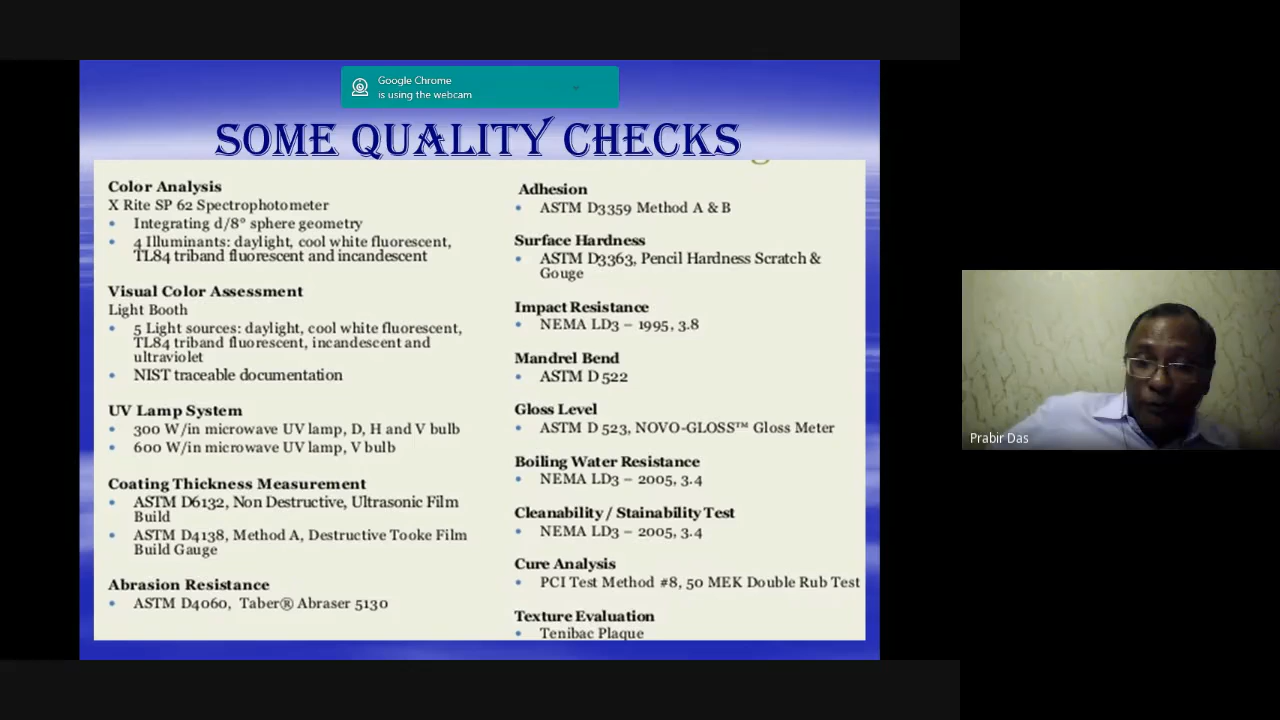 Google Chrome
is using the webcam
SOME QUALITY CHECKS
Color Analysis
X Rite SP 62 Spectrophotometer
• Integrating d/8° sphere geometry
• 4 Illuminants: daylight, cool white fluorescent,
TL84 triband fluorescent and incandescent
Visual Color Assessment
Light Booth
• 5 Light sources: daylight, cool white fluorescent,
TL84 triband fluorescent, incandescent and
ultraviolet
• NIST traceable documentation
UV Lamp System
• 300 W/in microwave UV lamp, D, H and V bulb
• 600 W/in microwave UV lamp, V bulb
Coating Thickness Measurement
• ASTM D6132, Non Destructive, Ultrasonic Film
Build
• ASTM D4138, Method A, Destructive Tooke Film
Build Gauge
Abrasion Resistance
• ASTM D4060, Taber® Abraser 5130
Adhesion
• ASTM D3359 Method A & B
Surface Hardness
• ASTM D3363, Pencil Hardness Scratch &
Gouge
Impact Resistance
• NEMA LD3 – 1995, 3.8
Mandrel Bend
• ASTM D 522
Gloss Level
• ASTM D 523, NOVO-GLOSS™ Gloss Meter
Boiling Water Resistance
• NEMA LD3 – 2005, 3.4
Cleanability / Stainability Test
• NEMA LD3 – 2005, 3.4
Cure Analysis
• PCI Test Method #8, 50 MEK Double Rub Test
Texture Evaluation
• Tenibac Plaque
Prabir Das